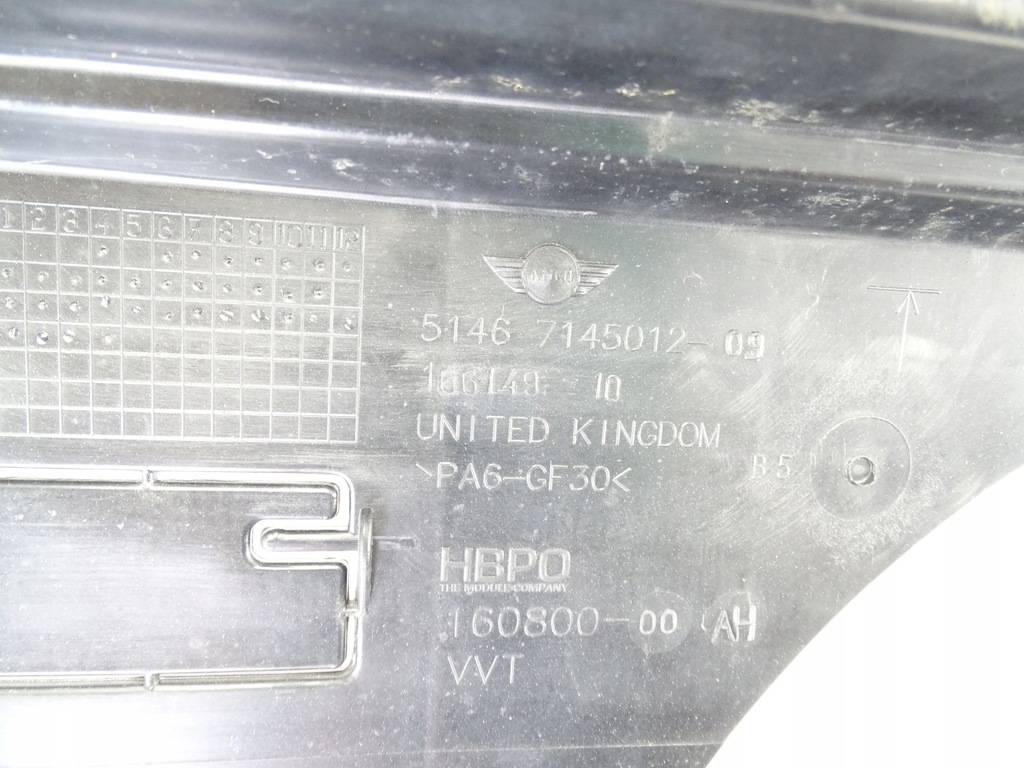 1 2 3 4 5 6 7 8 9 10 11 12
MINI
5146 7145012-09
166149 10
UNITED KINGDOM
>PA6-GF30<
B5
HBPO
THE MODULE COMPANY
160800-00 AH
VVT